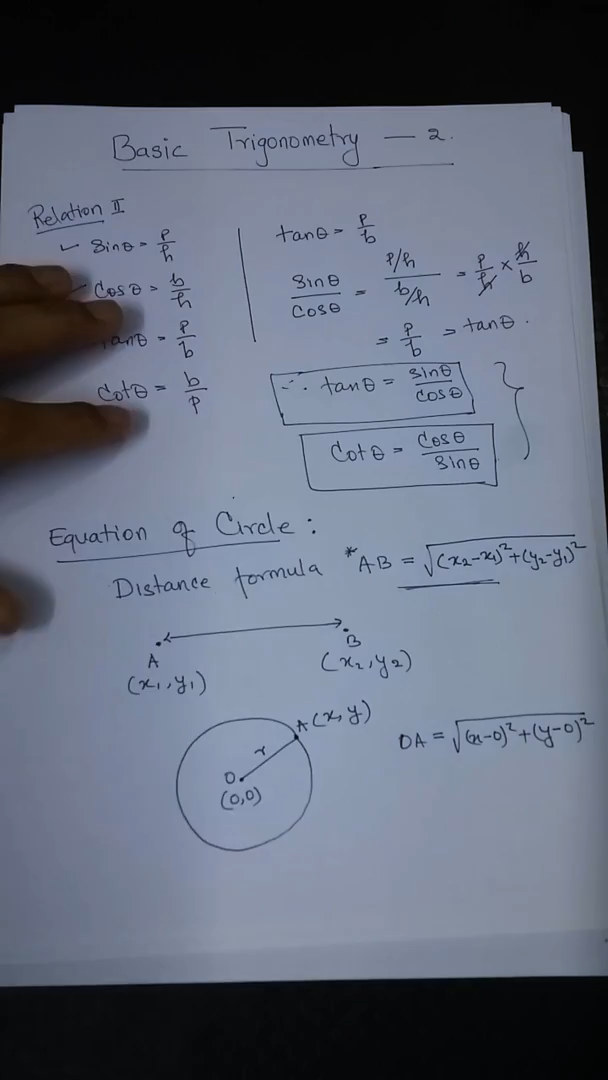 Basic Trigonometry — 2.
Relation II
✓ Sinθ = p/h
Cosθ = b/h
tanθ = p/b
Cotθ = b/p
tanθ = p/b
Sinθ/Cosθ = (p/h)/(b/h) = p/h × h/b
= p/b = tanθ.
∴ tanθ = Sinθ/Cosθ
Cotθ = Cosθ/Sinθ
Equation of Circle :
Distance formula *AB = √(x₂-x₁)²+(y₂-y₁)²
A
(x₁,y₁)
B
(x₂,y₂)
A(x,y)
r
O
(0,0)
OA = √(x-0)²+(y-0)²